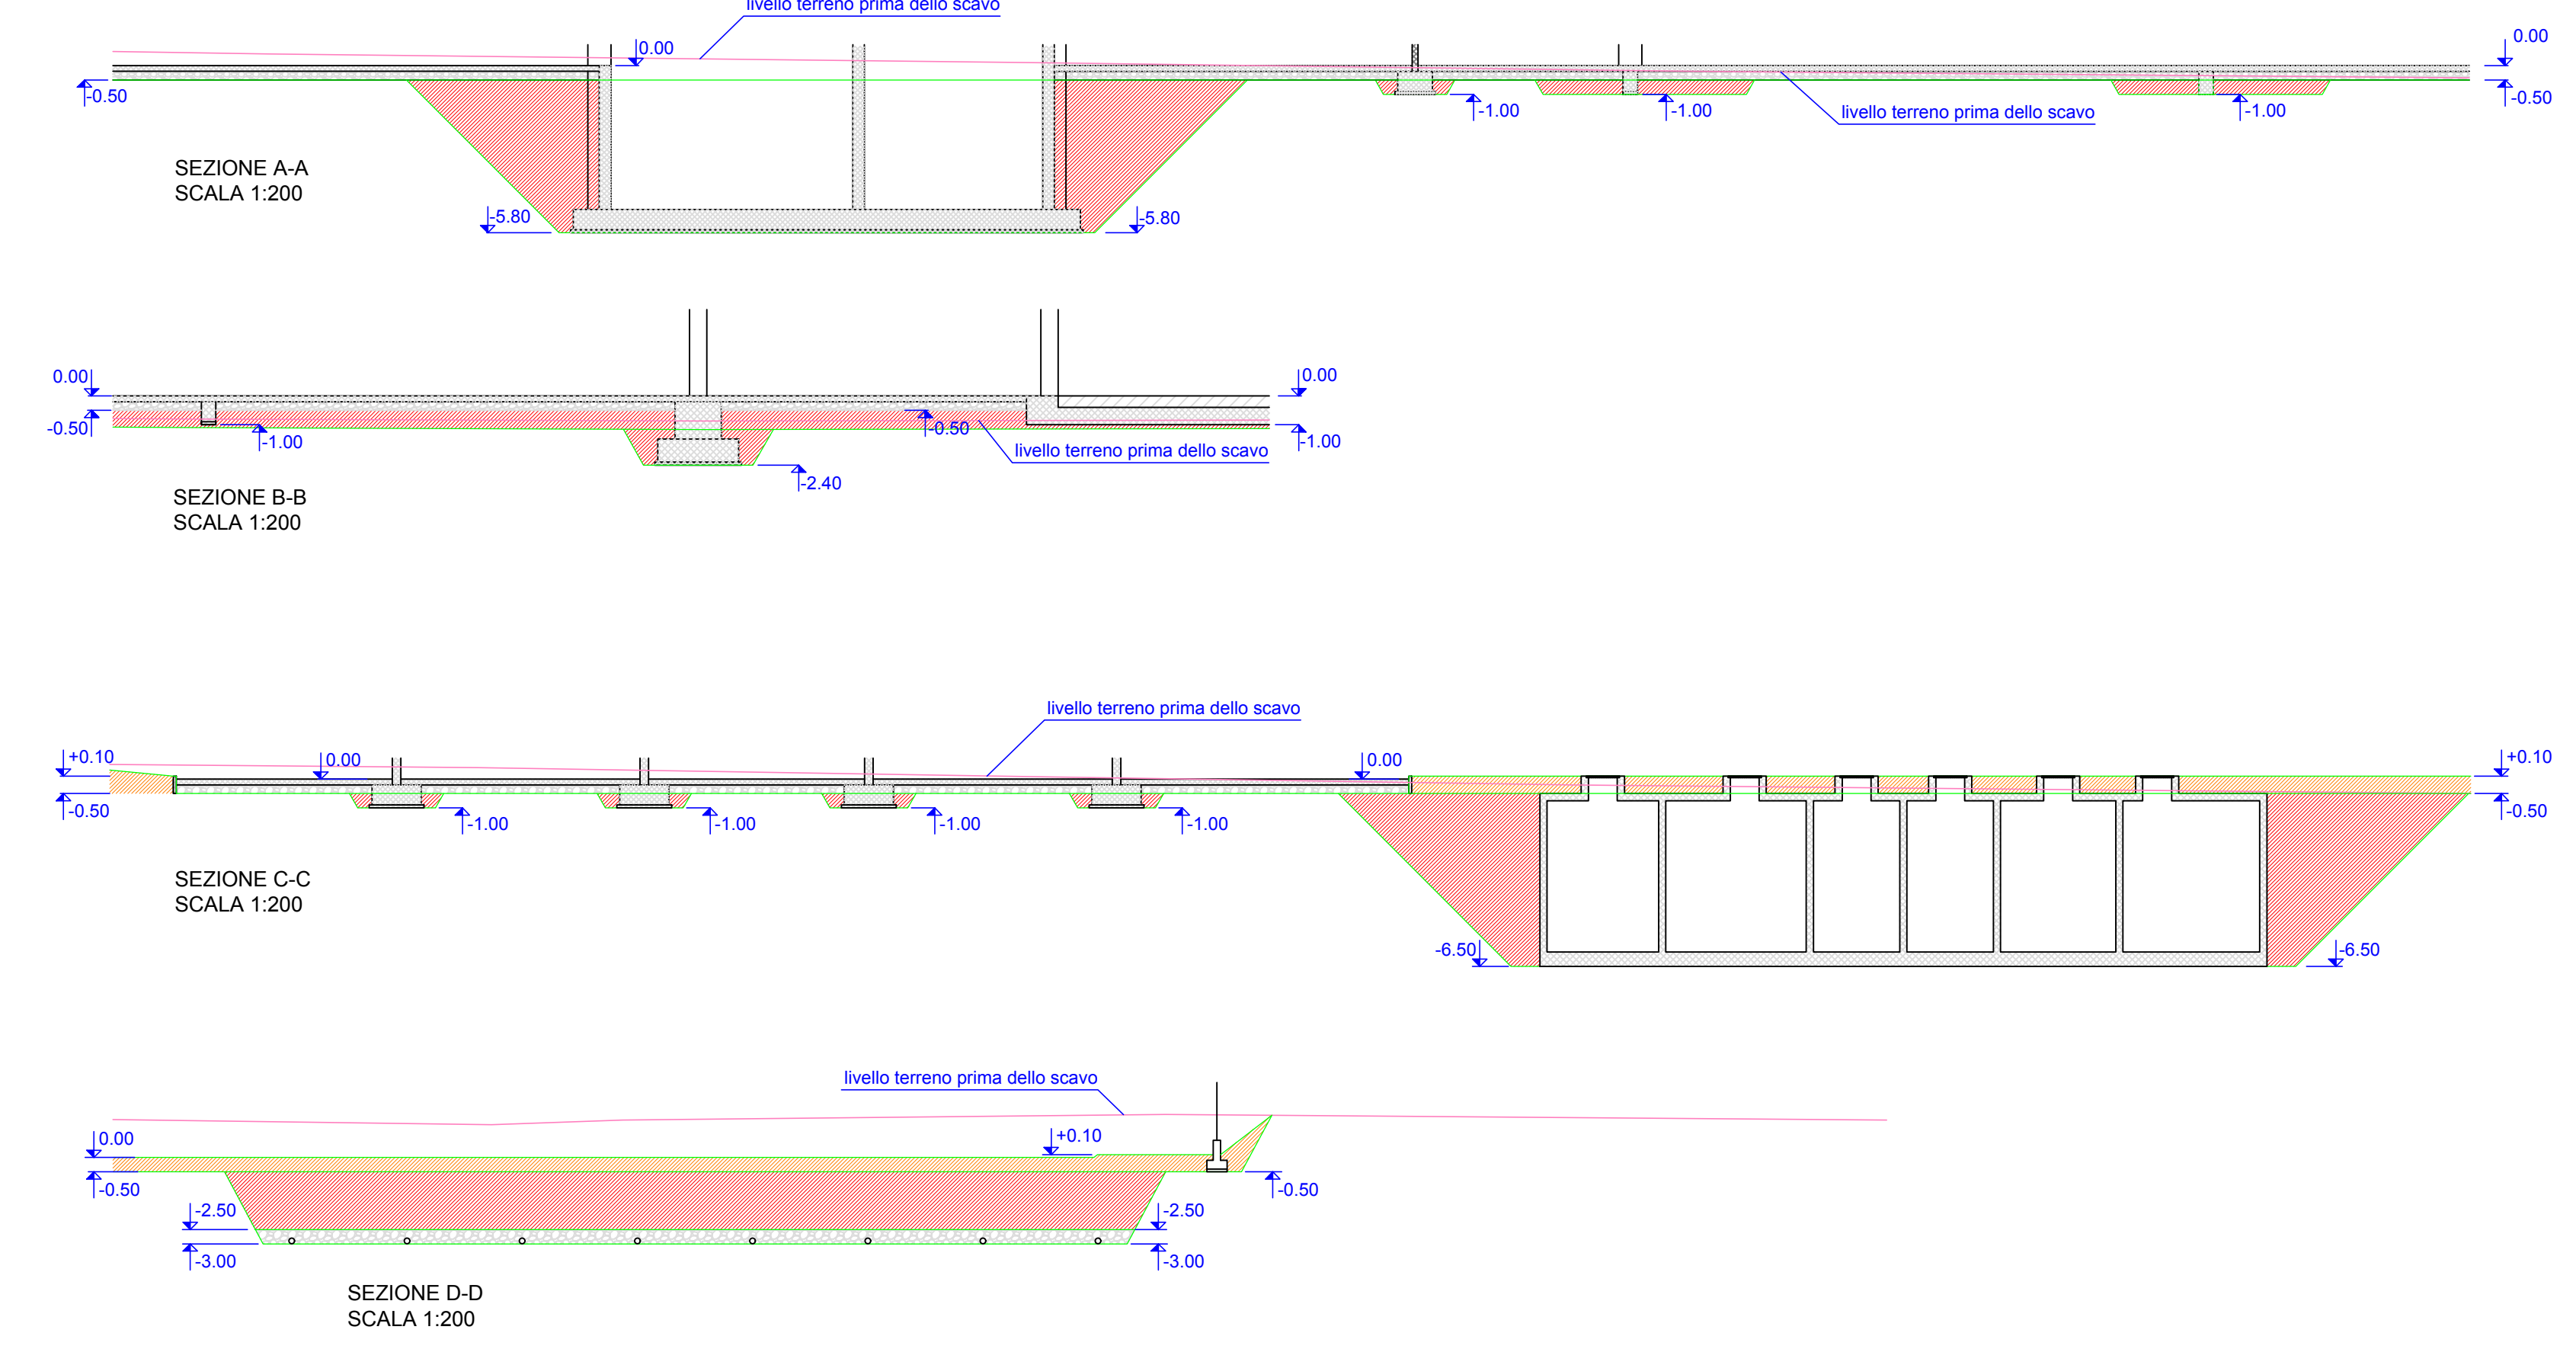 livello terreno prima dello scavo
0.00
0.00
-0.50
-0.50
-1.00
-1.00
livello terreno prima dello scavo
-1.00
SEZIONE A-A
SCALA 1:200
-5.80
-5.80
0.00
0.00
-0.50
-1.00
-0.50
-1.00
livello terreno prima dello scavo
-2.40
SEZIONE B-B
SCALA 1:200
livello terreno prima dello scavo
+0.10
0.00
0.00
+0.10
-0.50
-0.50
-1.00
-1.00
-1.00
-1.00
SEZIONE C-C
SCALA 1:200
-6.50
-6.50
livello terreno prima dello scavo
0.00
+0.10
-0.50
-0.50
-2.50
-2.50
-3.00
-3.00
SEZIONE D-D
SCALA 1:200